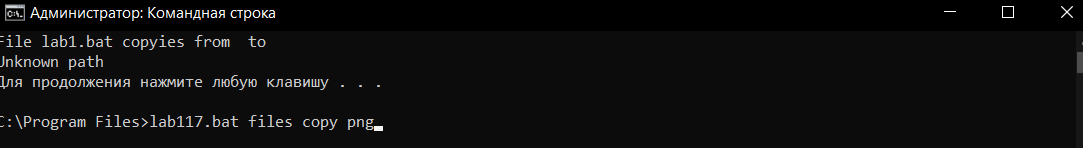 Администратор: Командная строка
File lab1.bat copyies from  to
Unknown path
Для продолжения нажмите любую клавишу . . .
C:\Program Files>lab117.bat files copy png